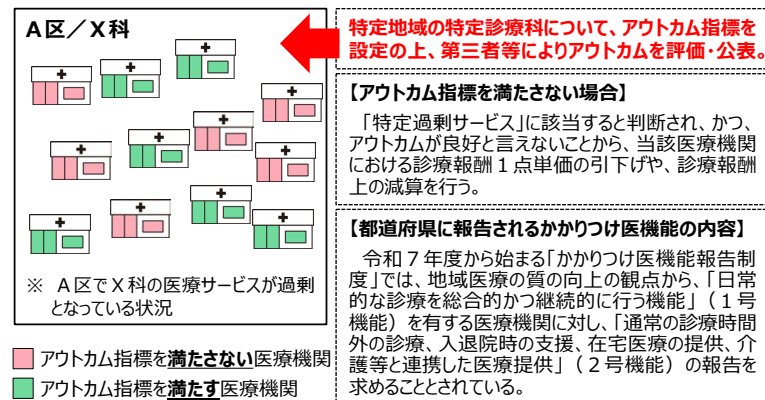 A区／X科
※ A区でX科の医療サービスが過剰
となっている状況
アウトカム指標を満たさない医療機関
アウトカム指標を満たす医療機関
特定地域の特定診療科について、アウトカム指標を
設定の上、第三者等によりアウトカムを評価・公表。
【アウトカム指標を満たさない場合】
「特定過剰サービス」に該当すると判断され、かつ、
アウトカムが良好と言えないことから、当該医療機関
における診療報酬１点単価の引下げや、診療報酬
上の減算を行う。
【都道府県に報告されるかかりつけ医機能の内容】
令和７年度から始まる「かかりつけ医機能報告制
度」では、地域医療の質の向上の観点から、「日常
的な診療を総合的かつ継続的に行う機能」（１号
機能）を有する医療機関に対し、「通常の診療時間
外の診療、入退院時の支援、在宅医療の提供、介
護等と連携した医療提供」（２号機能）の報告を
求めることとされている。